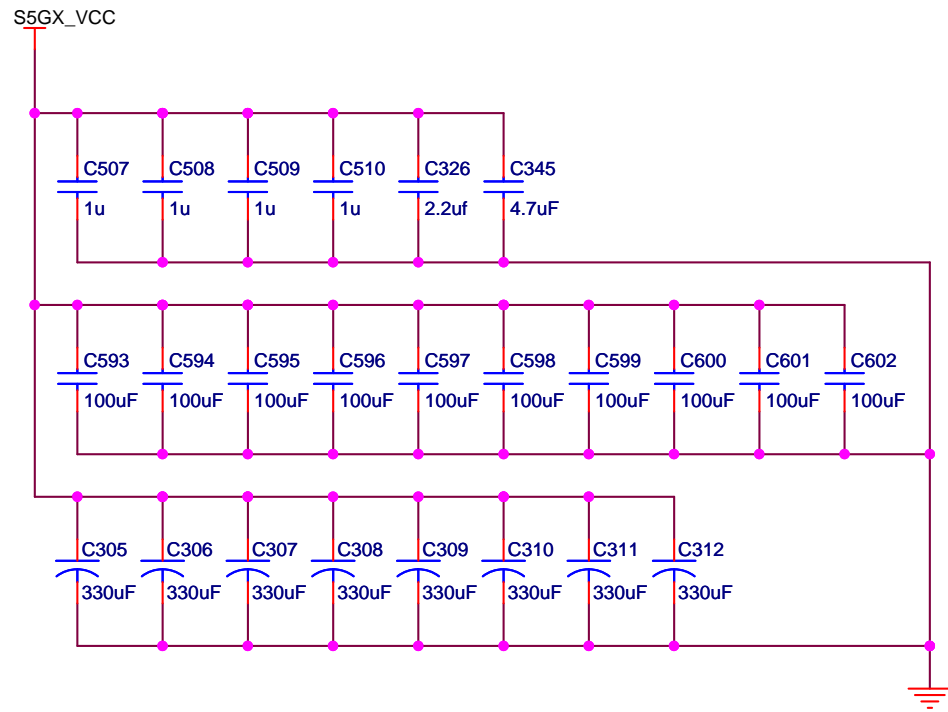 S5GX_VCC
C507 C508 C509 C510 C326 C345
1u 1u 1u 1u 2.2uf 4.7uF
C593 C594 C595 C596 C597 C598 C599 C600 C601 C602
100uF 100uF 100uF 100uF 100uF 100uF 100uF 100uF 100uF 100uF
C305 C306 C307 C308 C309 C310 C311 C312
330uF 330uF 330uF 330uF 330uF 330uF 330uF 330uF